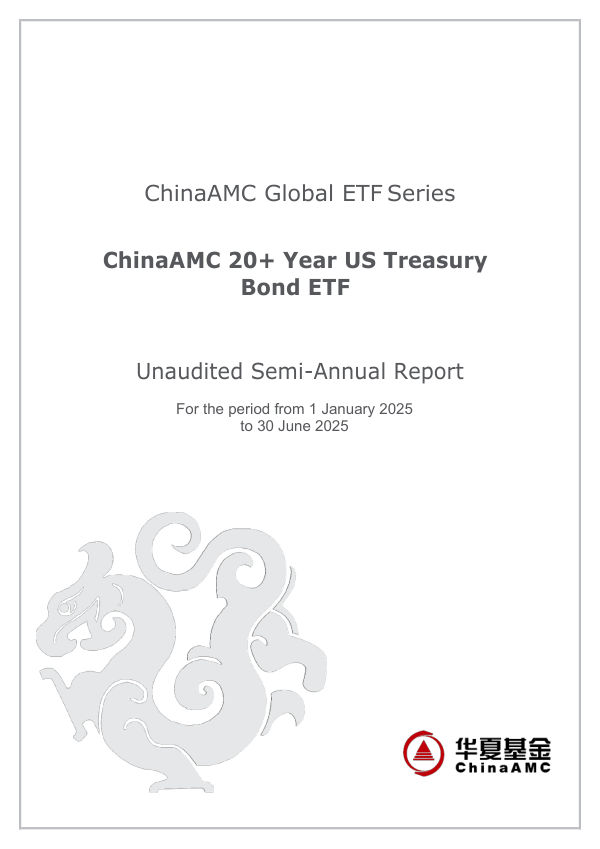 ChinaAMC Global ETF Series
ChinaAMC 20+ Year US Treasury
Bond ETF
Unaudited Semi-Annual Report
For the period from 1 January 2025
to 30 June 2025
华夏基金
ChinaAMC